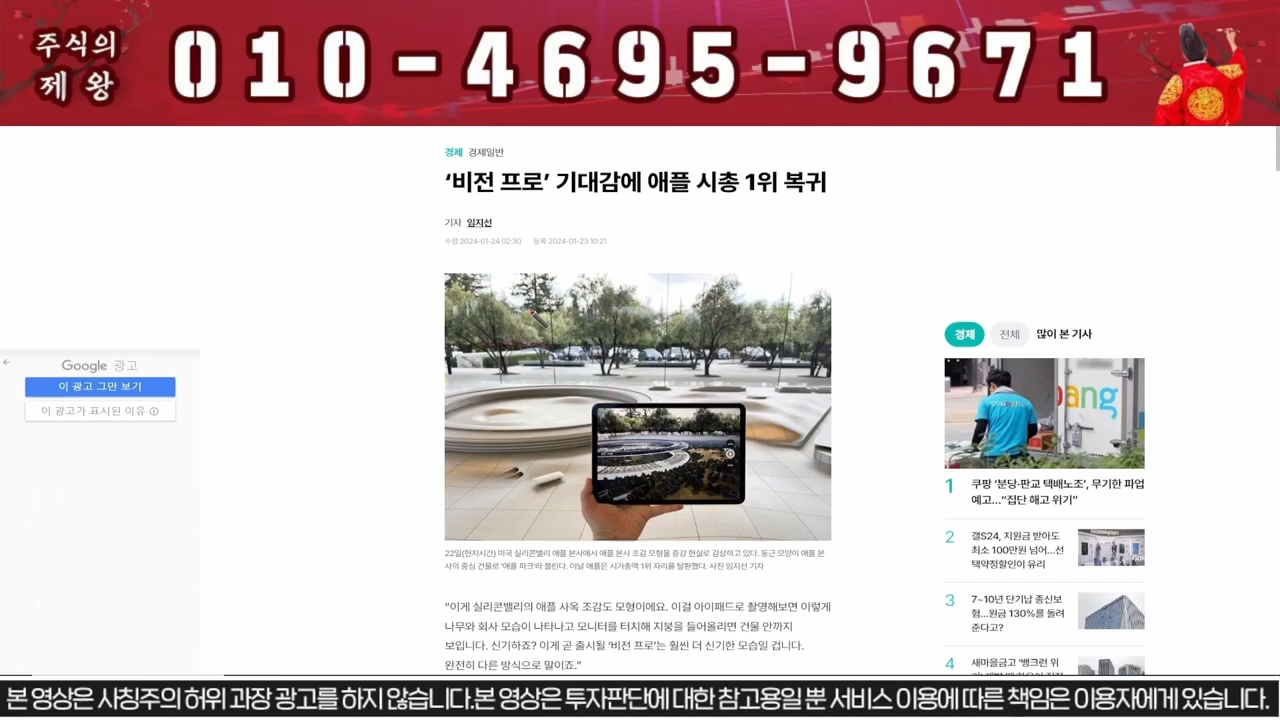 주식의
제 왕
010-4695-9671
경제 경제일반
‘비전 프로’ 기대감에 애플 시총 1위 복귀
기자 임지선
수정 2024-01-24 02:30 등록 2024-01-23 10:21
22일(현지시간) 미국 실리콘밸리 애플 본사에서 애플 본사 조감 모형을 증강 현실로 감상하고 있다. 둥근 모양이 애플 본
사의 중심 건물로 ‘애플 파크’라 불린다. 이날 애플은 시가총액 1위 자리를 탈환했다. 사진 임지선 기자
“이게 실리콘밸리의 애플 사옥 조감도 모형이에요. 이걸 아이패드로 촬영해보면 이렇게
나무와 회사 모습이 나타나고 모니터를 터치해 지붕을 들어올리면 건물 안까지
보입니다. 신기하죠? 이게 곧 출시될 ‘비전 프로’는 훨씬 더 신기한 모습일 겁니다.
완전히 다른 방식으로 말이죠.”
Google 광고
이 광고 그만 보기
이 광고가 표시된 이유
경제 전체 많이 본 기사
ang
1 쿠팡 ‘분당·판교 택배노조’, 무기한 파업
예고…“집단 해고 위기”
2 갤S24, 지원금 받아도
최소 100만원 넘어…선
택약정할인이 유리
3 7~10년 단기납 종신보
험…원금 130%를 돌려
준다고?
4 새마을금고 ‘뱅크런 위
본 영상은 사칭주의 허위 과장 광고를 하지 않습니다.본 영상은 투자판단에 대한 참고용일 뿐 서비스 이용에 따른 책임은 이용자에게 있습니다.